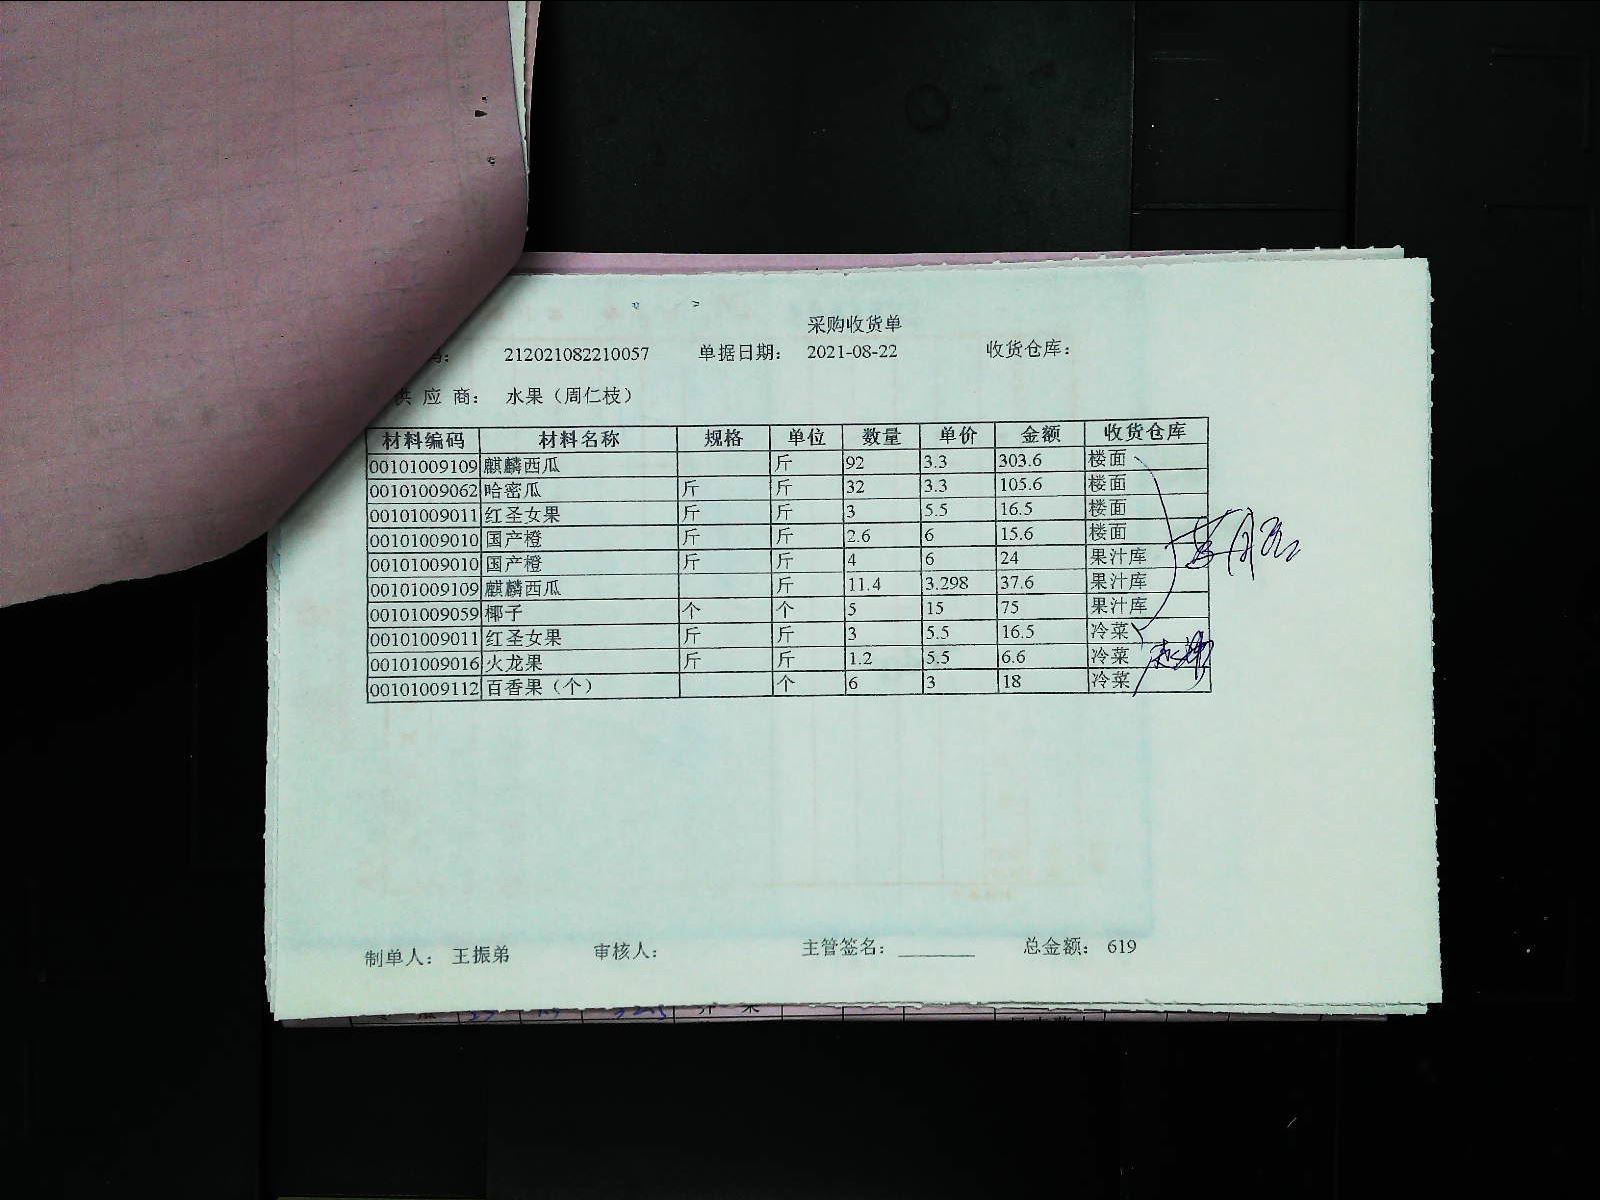 采购收货单
码： 212021082210057 单据日期： 2021-08-22 收货仓库：
供 应 商： 水果（周仁枝）
材料编码 材料名称 规格 单位 数量 单价 金额 收货仓库
00101009109 麒麟西瓜 斤 92 3.3 303.6 楼面
00101009062 哈密瓜 斤 斤 32 3.3 105.6 楼面
00101009011 红圣女果 斤 斤 3 5.5 16.5 楼面
00101009010 国产橙 斤 斤 2.6 6 15.6 楼面
00101009010 国产橙 斤 斤 4 6 24 果汁库
00101009109 麒麟西瓜 斤 11.4 3.298 37.6 果汁库
00101009059 椰子 个 个 5 15 75 果汁库
00101009011 红圣女果 斤 斤 3 5.5 16.5 冷菜
00101009016 火龙果 斤 斤 1.2 5.5 6.6 冷菜
00101009112 百香果（个） 个 6 3 18 冷菜
制单人： 王振弟 审核人： 主管签名： 总金额： 619